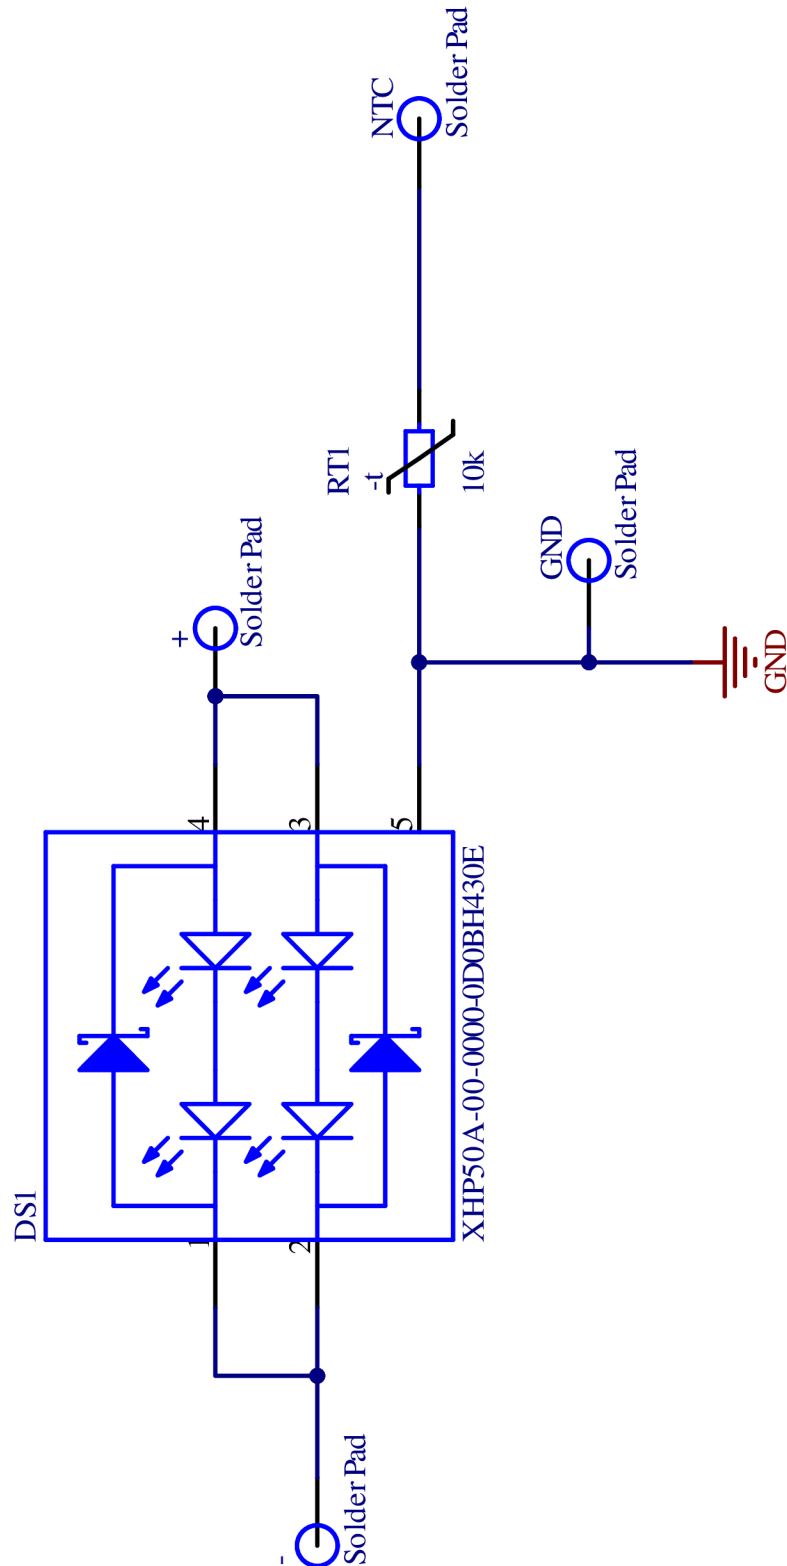 DS1
1
2
4
3
5
XHP50A-00-0000-0D0BH430E
-
Solder Pad
+
Solder Pad
RT1
-t
10k
NTC
Solder Pad
GND
Solder Pad
GND